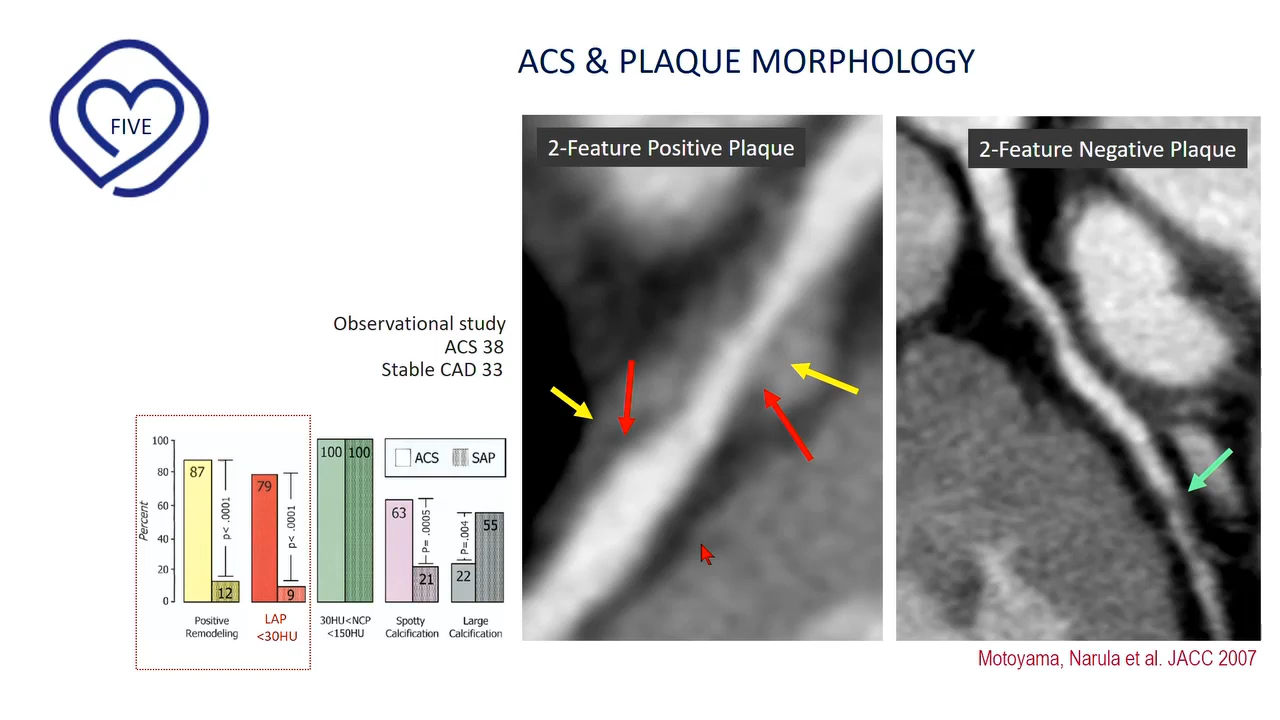 FIVE
ACS & PLAQUE MORPHOLOGY
2-Feature Positive Plaque
2-Feature Negative Plaque
Observational study
ACS 38
Stable CAD 33
Percent
100
80
60
40
20
0
87
12
p< .0001
79
9
p< .0001
100
100
63
21
P= .0005
22
55
P=.004
ACS
SAP
Positive
Remodeling
LAP
<30HU
30HU<NCP
<150HU
Spotty
Calcification
Large
Calcification
Motoyama, Narula et al. JACC 2007